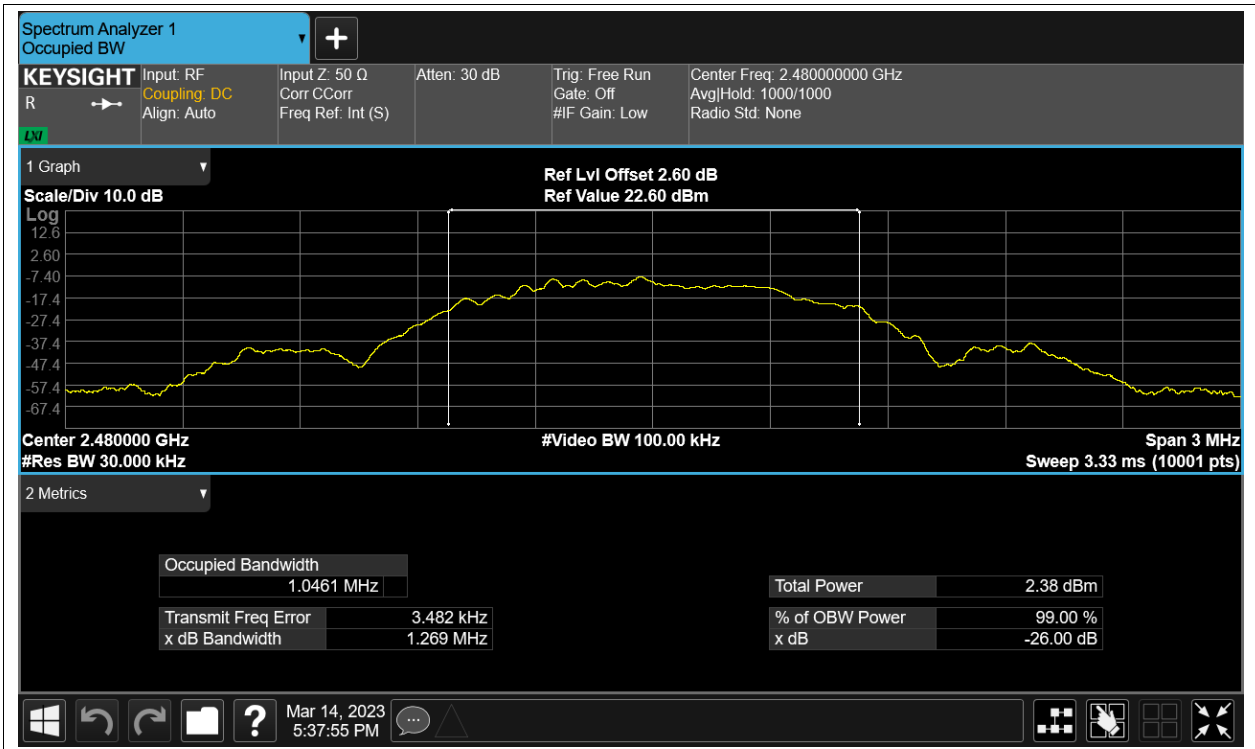 Spectrum Analyzer 1
Occupied BW
KEYSIGHT
R
LXI
Input: RF
Coupling: DC
Align: Auto
Input Z: 50 Ω
Corr CCorr
Freq Ref: Int (S)
Atten: 30 dB
Trig: Free Run
Gate: Off
#IF Gain: Low
Center Freq: 2.480000000 GHz
Avg|Hold: 1000/1000
Radio Std: None
1 Graph
Scale/Div 10.0 dB
Ref Lvl Offset 2.60 dB
Ref Value 22.60 dBm
Log
12.6
2.60
-7.40
-17.4
-27.4
-37.4
-47.4
-57.4
-67.4
Center 2.480000 GHz
#Video BW 100.00 kHz
Span 3 MHz
#Res BW 30.000 kHz
Sweep 3.33 ms (10001 pts)
2 Metrics
Occupied Bandwidth
1.0461 MHz
Total Power 2.38 dBm
Transmit Freq Error 3.482 kHz
% of OBW Power 99.00 %
x dB Bandwidth 1.269 MHz
x dB -26.00 dB
?
Mar 14, 2023
5:37:55 PM